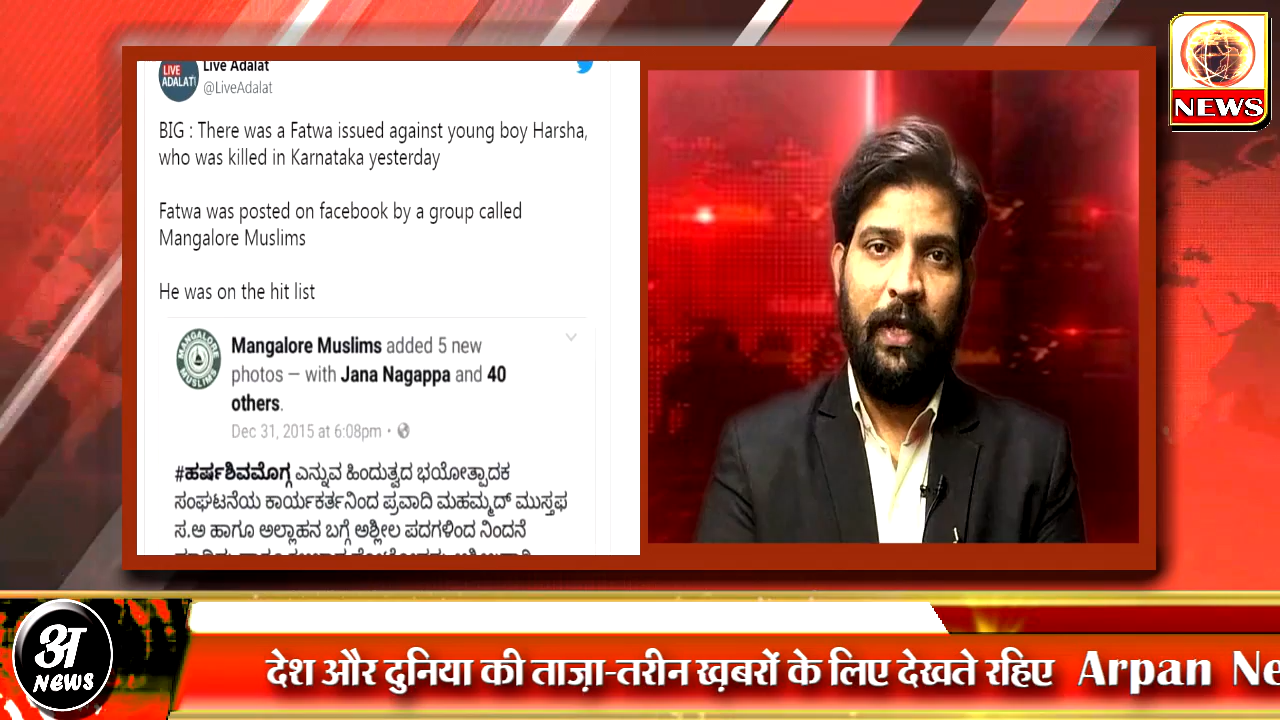 Live Adalat
@LiveAdalat
LIVE
ADALAT
BIG : There was a Fatwa issued against young boy Harsha,
who was killed in Karnataka yesterday
Fatwa was posted on facebook by a group called
Mangalore Muslims
He was on the hit list
MANGALORE MUSLIMS
Mangalore Muslims added 5 new
photos — with Jana Nagappa and 40
others.
Dec 31, 2015 at 6:08pm ·
#ಹರ್ಷಶಿವಮೊಗ್ಗ ಎನ್ನುವ ಹಿಂದುತ್ವದ ಭಯೋತ್ಪಾದಕ
ಸಂಘಟನೆಯ ಕಾರ್ಯಕರ್ತನಿಂದ ಪ್ರವಾದಿ ಮಹಮ್ಮದ್ ಮುಸ್ತಫ
ಸ.ಅ ಹಾಗೂ ಅಲ್ಲಾಹನ ಬಗ್ಗೆ ಅಶ್ಲೀಲ ಪದಗಳಿಂದ ನಿಂದನೆ
NEWS
अ
NEWS
देश और दुनिया की ताज़ा-तरीन ख़बरों के लिए देखते रहिए Arpan Ne